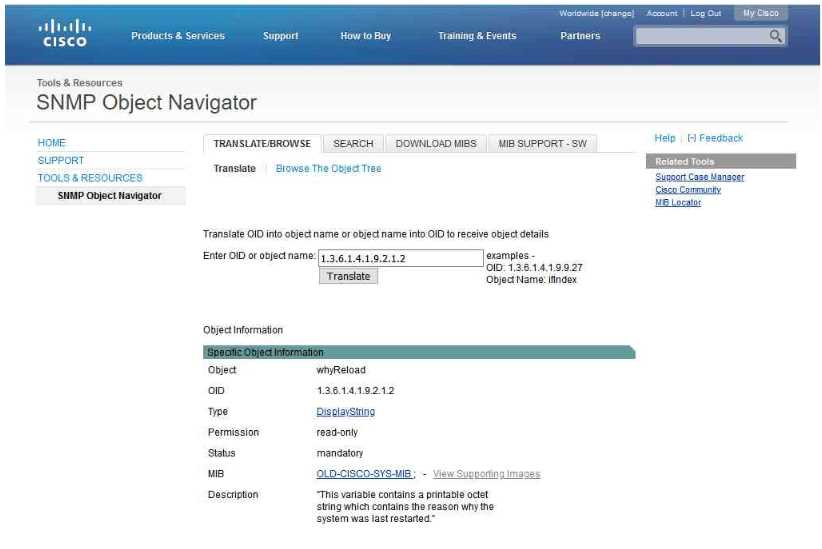 Worldwide [change] Account | Log Out My Cisco
CISCO Products & Services Support How to Buy Training & Events Partners
Tools & Resources
SNMP Object Navigator
HOME
SUPPORT
TOOLS & RESOURCES
SNMP Object Navigator
TRANSLATE/BROWSE SEARCH DOWNLOAD MIBS MIB SUPPORT - SW
Translate | Browse The Object Tree
Help | [-] Feedback
Related Tools
Support Case Manager
Cisco Community
MIB Locator
Translate OID into object name or object name into OID to receive object details
Enter OID or object name: 1.3.6.1.4.1.9.2.1.2 examples -
OID: 1.3.6.1.4.1.9.9.27
Translate Object Name: ifIndex
Object Information
Specific Object Information
Object whyReload
OID 1.3.6.1.4.1.9.2.1.2
Type DisplayString
Permission read-only
Status mandatory
MIB OLD-CISCO-SYS-MIB ; - View Supporting Images
Description "This variable contains a printable octet
string which contains the reason why the
system was last restarted."